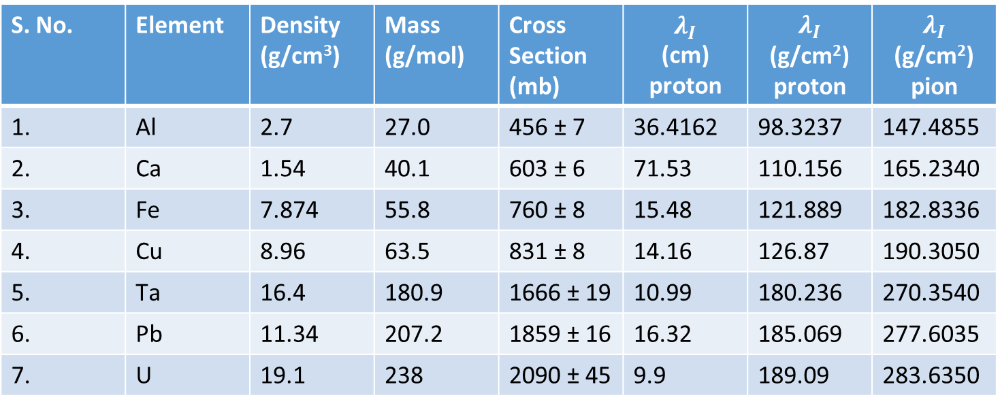 S. No. Element Density (g/cm³) Mass (g/mol) Cross Section (mb) λI (cm) proton λI (g/cm²) proton λI (g/cm²) pion
1. Al 2.7 27.0 456 ± 7 36.4162 98.3237 147.4855
2. Ca 1.54 40.1 603 ± 6 71.53 110.156 165.2340
3. Fe 7.874 55.8 760 ± 8 15.48 121.889 182.8336
4. Cu 8.96 63.5 831 ± 8 14.16 126.87 190.3050
5. Ta 16.4 180.9 1666 ± 19 10.99 180.236 270.3540
6. Pb 11.34 207.2 1859 ± 16 16.32 185.069 277.6035
7. U 19.1 238 2090 ± 45 9.9 189.09 283.6350